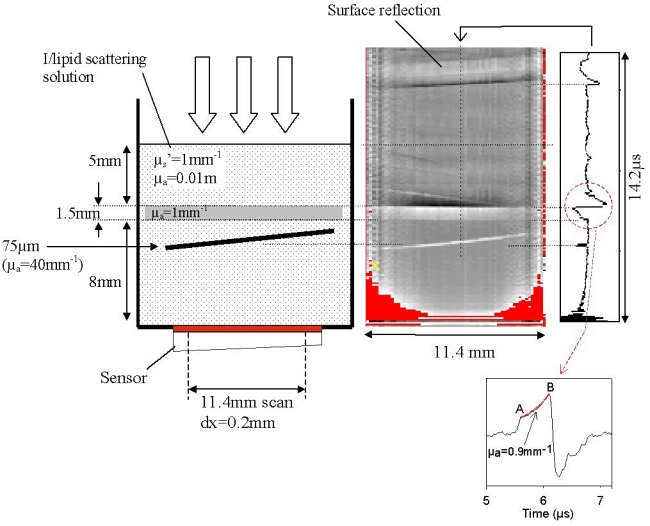 Surface reflection
I/lipid scattering
solution
5mm
μs'=1mm-1
μa=0.01m
1.5mm
μa=1mm-1
75μm
(μa=40mm-1)
8mm
14.2μs
Sensor
11.4mm scan
dx=0.2mm
11.4 mm
A
B
μa=0.9mm-1
5
6
7
Time (μs)